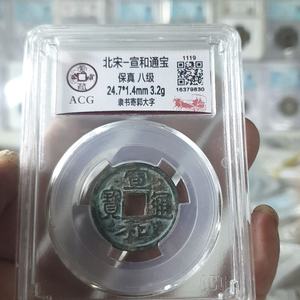 北宋-宣和通宝
保真 八级
24.7*1.4mm 3.2g
隶书寄郭大字
ACG
1119
16379830
宣和通寶